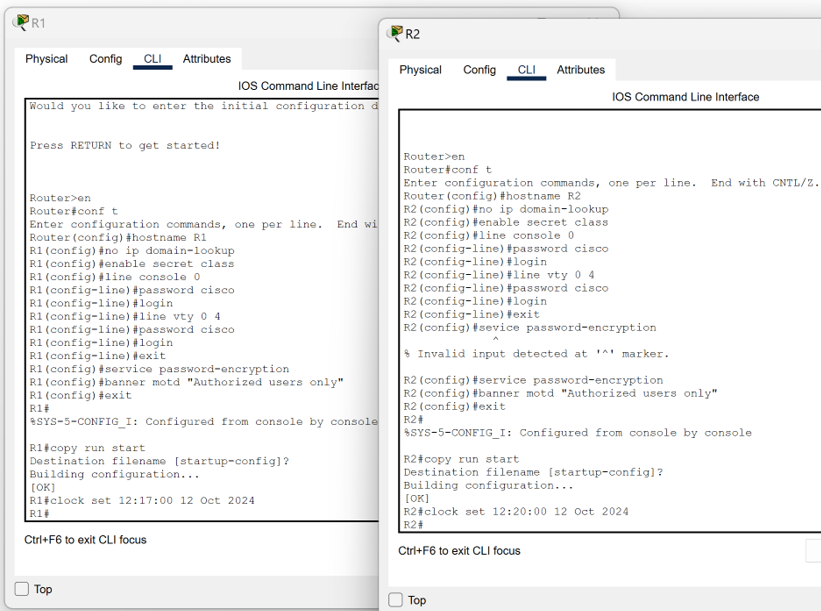 R1
Physical Config CLI Attributes
IOS Command Line Interfac
Would you like to enter the initial configuration d
Press RETURN to get started!
Router>en
Router#conf t
Enter configuration commands, one per line. End wi
Router(config)#hostname R1
R1(config)#no ip domain-lookup
R1(config)#enable secret class
R1(config)#line console 0
R1(config-line)#password cisco
R1(config-line)#login
R1(config-line)#line vty 0 4
R1(config-line)#password cisco
R1(config-line)#login
R1(config-line)#exit
R1(config)#service password-encryption
R1(config)#banner motd "Authorized users only"
R1(config)#exit
R1#
%SYS-5-CONFIG_I: Configured from console by console
R1#copy run start
Destination filename [startup-config]?
Building configuration...
[OK]
R1#clock set 12:17:00 12 Oct 2024
R1#
Ctrl+F6 to exit CLI focus
Top
R2
Physical Config CLI Attributes
IOS Command Line Interface
Router>en
Router#conf t
Enter configuration commands, one per line. End with CNTL/Z.
Router(config)#hostname R2
R2(config)#no ip domain-lookup
R2(config)#enable secret class
R2(config)#line console 0
R2(config-line)#password cisco
R2(config-line)#login
R2(config-line)#line vty 0 4
R2(config-line)#password cisco
R2(config-line)#login
R2(config-line)#exit
R2(config)#sevice password-encryption
^
% Invalid input detected at '^' marker.
R2(config)#service password-encryption
R2(config)#banner motd "Authorized users only"
R2(config)#exit
R2#
%SYS-5-CONFIG_I: Configured from console by console
R2#copy run start
Destination filename [startup-config]?
Building configuration...
[OK]
R2#clock set 12:20:00 12 Oct 2024
R2#
Ctrl+F6 to exit CLI focus
Top